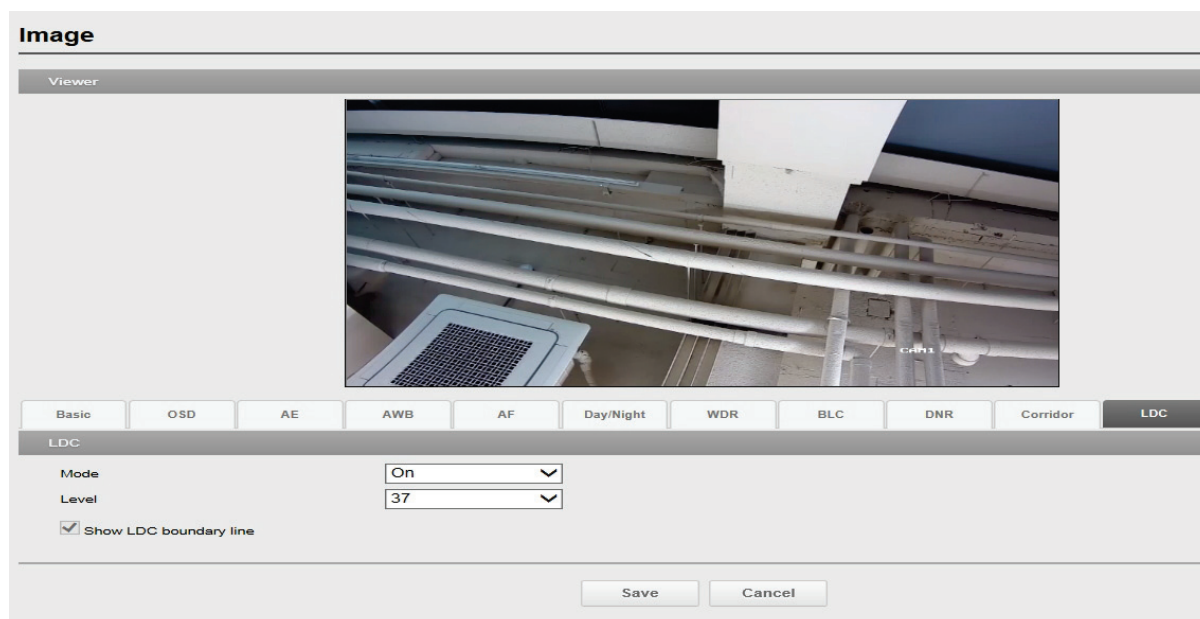 Image
Viewer
CAM1
Basic OSD AE AWB AF Day/Night WDR BLC DNR Corridor LDC
LDC
Mode On
Level 37
Show LDC boundary line
Save Cancel